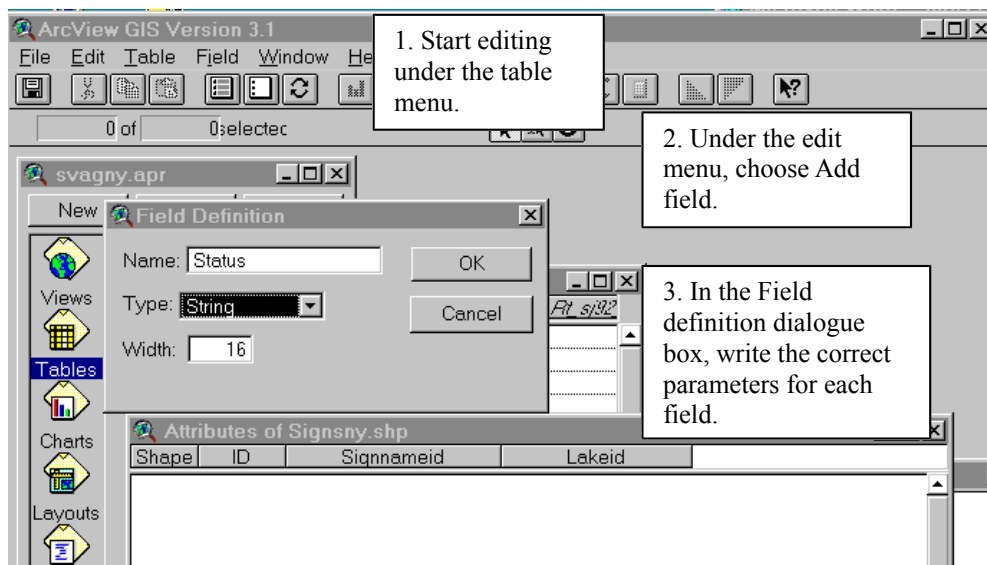 ArcView GIS Version 3.1
File Edit Table Field Window He
1. Start editing
under the table
menu.
0 of 0 selectec
2. Under the edit
menu, choose Add
field.
svagny.apr
New
Field Definition
Name: Status
OK
Type: String
Cancel
Width: 16
Views
Tables
Charts
Layouts
Rt_sj92
3. In the Field
definition dialogue
box, write the correct
parameters for each
field.
Attributes of Signsny.shp
Shape ID Signnameid Lakeid